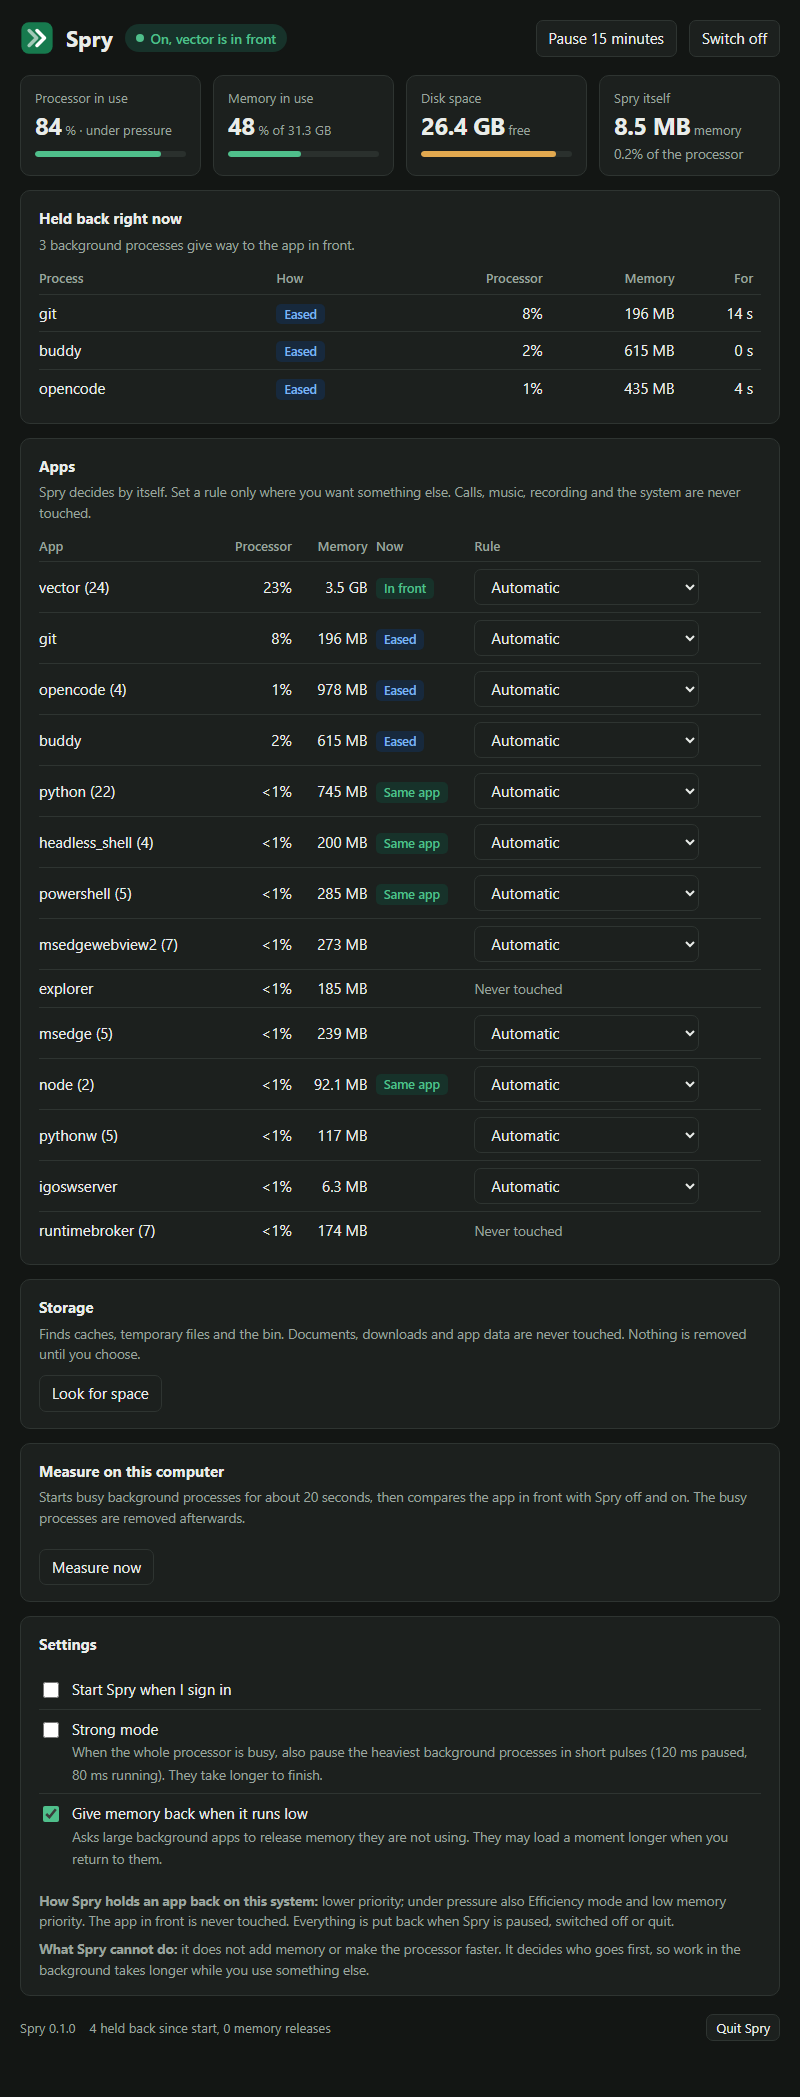 Spry
On, vector is in front
Pause 15 minutes
Switch off
Processor in use
84 % · under pressure
Memory in use
48 % of 31.3 GB
Disk space
26.4 GB free
Spry itself
8.5 MB memory
0.2% of the processor
Held back right now
3 background processes give way to the app in front.
Process How Processor Memory For
git Eased 8% 196 MB 14 s
buddy Eased 2% 615 MB 0 s
opencode Eased 1% 435 MB 4 s
Apps
Spry decides by itself. Set a rule only where you want something else. Calls, music, recording and the system are never
touched.
App Processor Memory Now Rule
vector (24) 23% 3.5 GB In front Automatic
git 8% 196 MB Eased Automatic
opencode (4) 1% 978 MB Eased Automatic
buddy 2% 615 MB Eased Automatic
python (22) <1% 745 MB Same app Automatic
headless_shell (4) <1% 200 MB Same app Automatic
powershell (5) <1% 285 MB Same app Automatic
msedgewebview2 (7) <1% 273 MB Automatic
explorer <1% 185 MB Never touched
msedge (5) <1% 239 MB Automatic
node (2) <1% 92.1 MB Same app Automatic
pythonw (5) <1% 117 MB Automatic
igoswserver <1% 6.3 MB Automatic
runtimebroker (7) <1% 174 MB Never touched
Storage
Finds caches, temporary files and the bin. Documents, downloads and app data are never touched. Nothing is removed
until you choose.
Look for space
Measure on this computer
Starts busy background processes for about 20 seconds, then compares the app in front with Spry off and on. The busy
processes are removed afterwards.
Measure now
Settings
Start Spry when I sign in
Strong mode
When the whole processor is busy, also pause the heaviest background processes in short pulses (120 ms paused,
80 ms running). They take longer to finish.
Give memory back when it runs low
Asks large background apps to release memory they are not using. They may load a moment longer when you
return to them.
How Spry holds an app back on this system: lower priority; under pressure also Efficiency mode and low memory
priority. The app in front is never touched. Everything is put back when Spry is paused, switched off or quit.
What Spry cannot do: it does not add memory or make the processor faster. It decides who goes first, so work in the
background takes longer while you use something else.
Spry 0.1.0 4 held back since start, 0 memory releases
Quit Spry